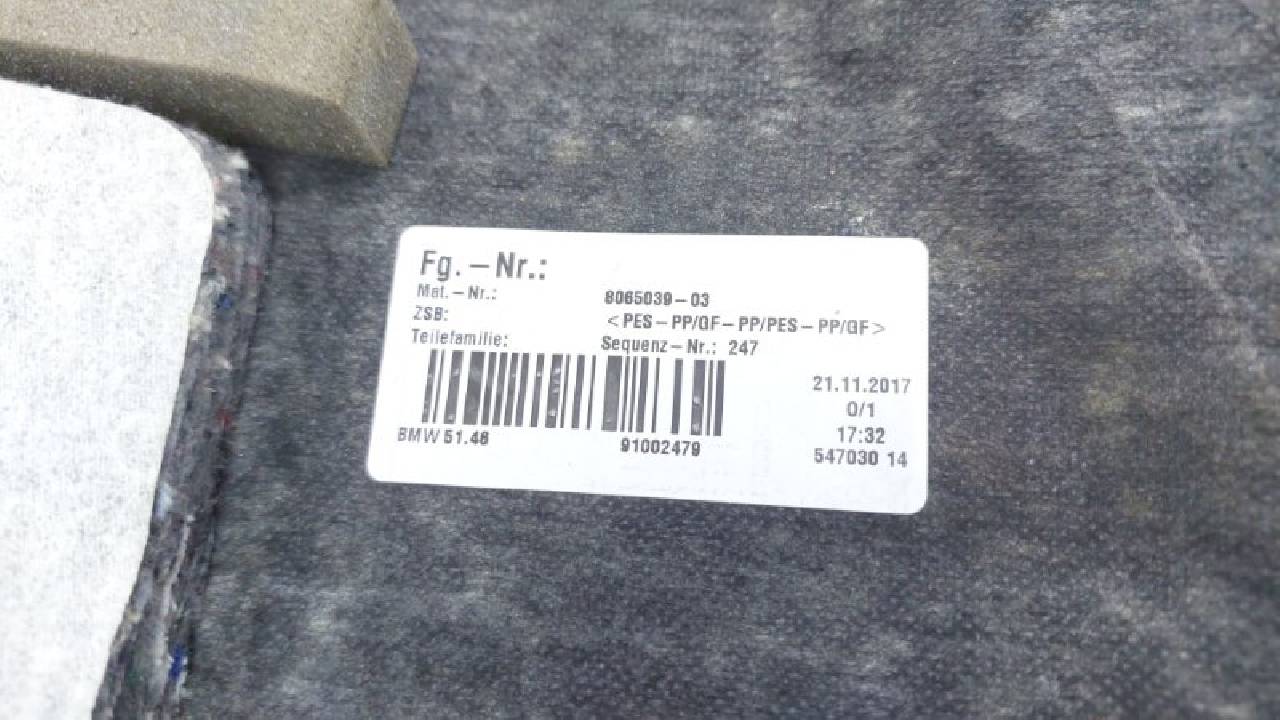 Fg. – Nr.:
Mat. – Nr.: 8065039 – 03
ZSB: < PES – PP/GF – PP/PES – PP/GF >
Teilefamilie: Sequenz – Nr.: 247
21.11.2017
0/1
17:32
547030 14
BMW 51.48 91002479